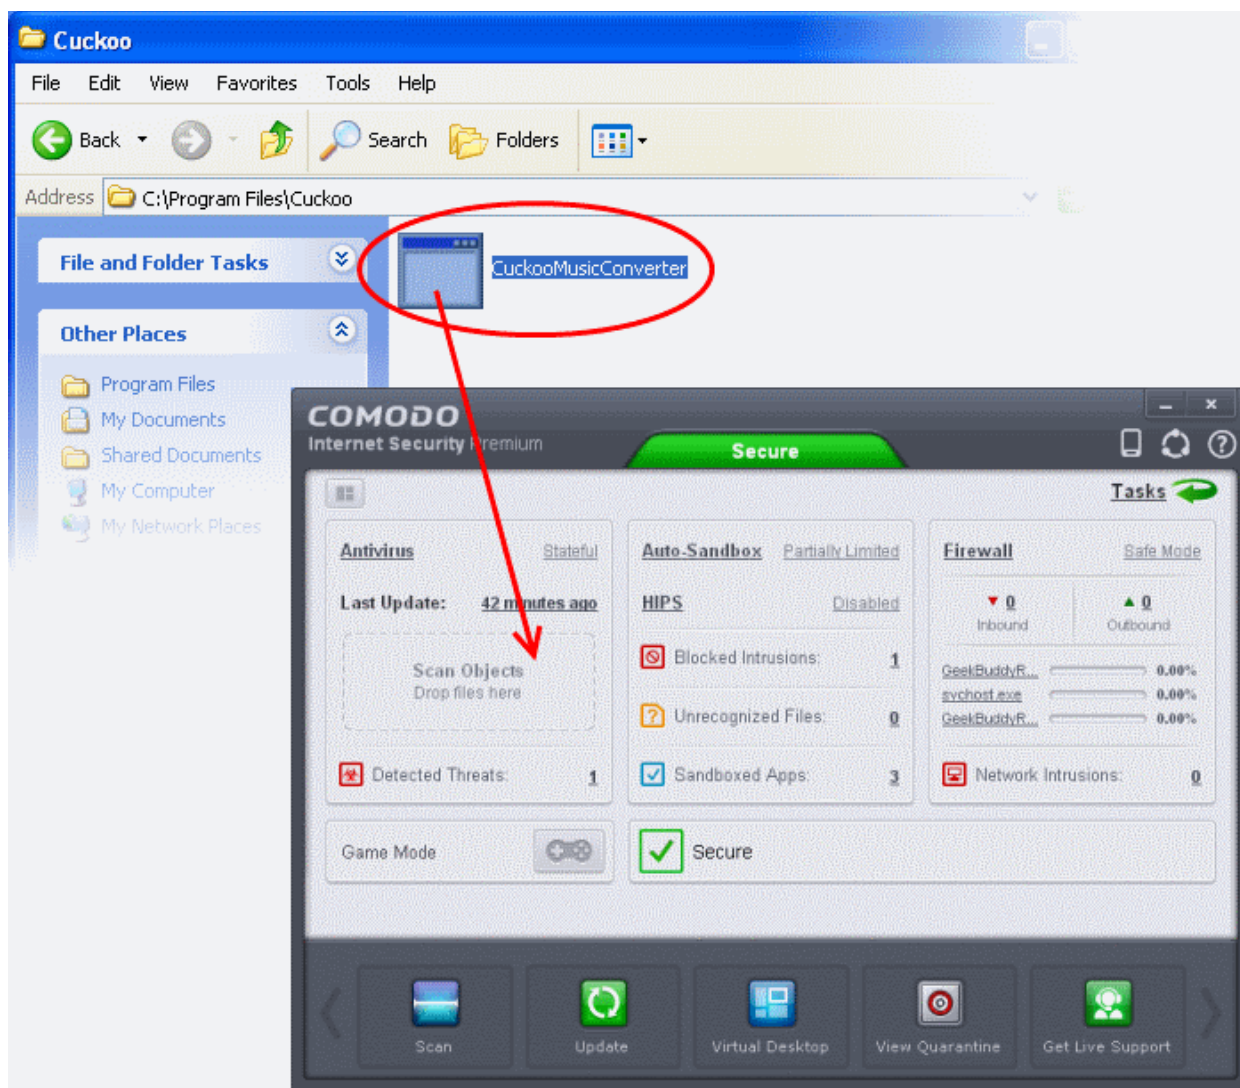 Cuckoo
File Edit View Favorites Tools Help
Back Search Folders
Address C:\Program Files\Cuckoo
File and Folder Tasks
CuckooMusicConverter
Other Places
Program Files
My Documents
Shared Documents
My Computer
My Network Places
COMODO
Internet Security Premium
Secure
Tasks
Antivirus Stateful
Last Update: 42 minutes ago
Scan Objects
Drop files here
Detected Threats: 1
Auto-Sandbox Partially Limited
HIPS Disabled
Blocked Intrusions: 1
Unrecognized Files: 0
Sandboxed Apps: 3
Firewall Safe Mode
0 0
Inbound Outbound
GeekBuddyR... 0.00%
svchost.exe 0.00%
GeekBuddyR... 0.00%
Network Intrusions: 0
Game Mode
Secure
Scan
Update
Virtual Desktop
View Quarantine
Get Live Support